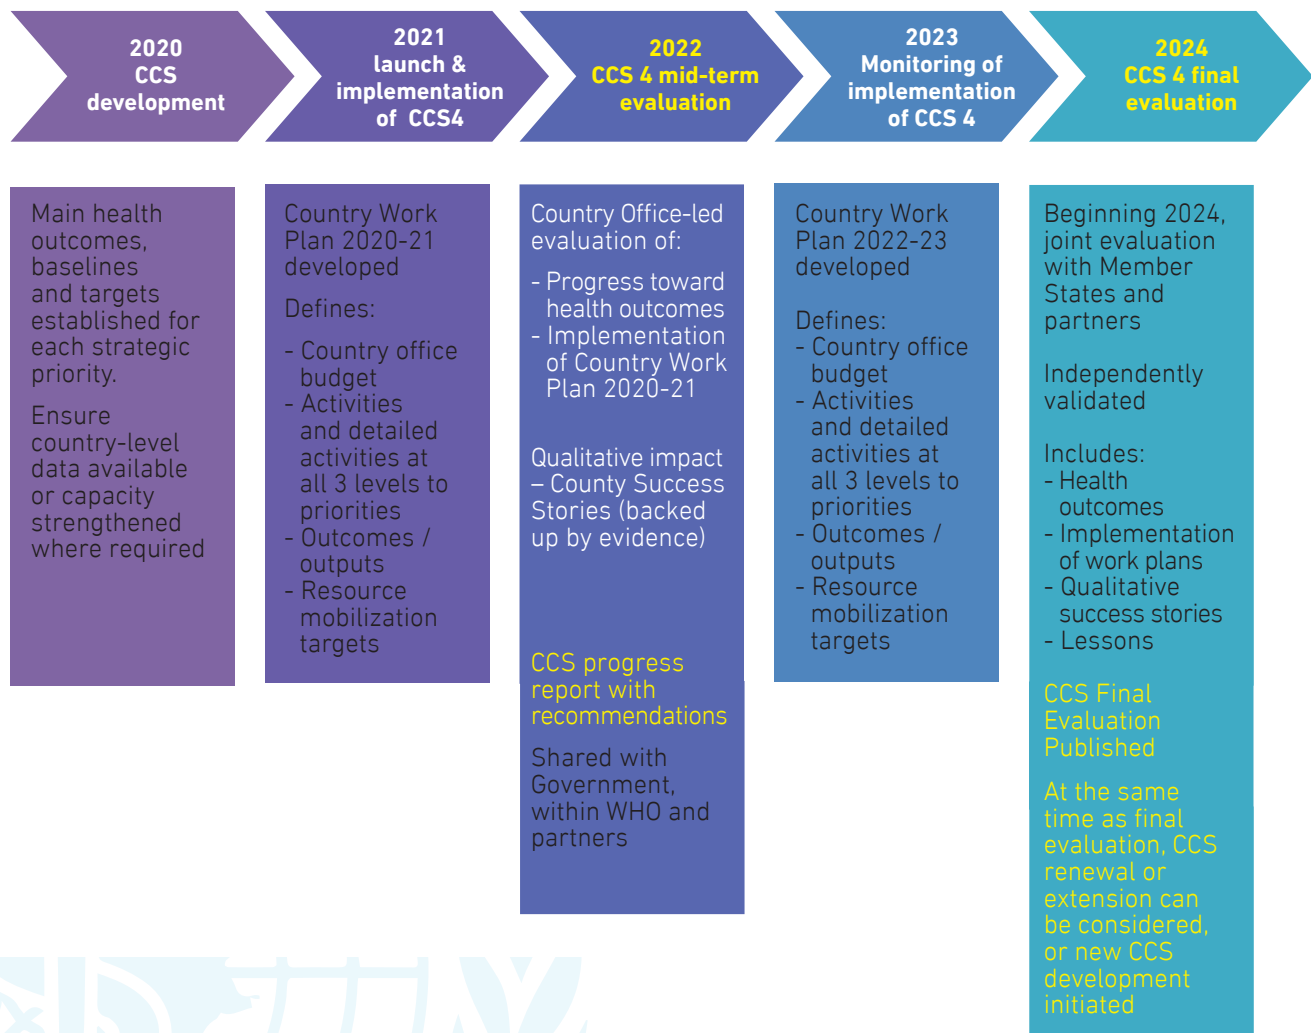 2020
CCS
development
2021
launch &
implementation
of CCS4
2022
CCS 4 mid-term
evaluation
2023
Monitoring of
implementation
of CCS 4
2024
CCS 4 final
evaluation
Main health
outcomes,
baselines
and targets
established for
each strategic
priority.
Ensure
country-level
data available
or capacity
strengthened
where required
Country Work
Plan 2020-21
developed
Defines:
- Country office
budget
- Activities
and detailed
activities at
all 3 levels to
priorities
- Outcomes /
outputs
- Resource
mobilization
targets
Country Office-led
evaluation of:
- Progress toward
health outcomes
- Implementation
of Country Work
Plan 2020-21
Qualitative impact
– County Success
Stories (backed
up by evidence)
CCS progress
report with
recommendations
Shared with
Government,
within WHO and
partners
Country Work
Plan 2022-23
developed
Defines:
- Country office
budget
- Activities
and detailed
activities at
all 3 levels to
priorities
- Outcomes /
outputs
- Resource
mobilization
targets
Beginning 2024,
joint evaluation
with Member
States and
partners
Independently
validated
Includes:
- Health
outcomes
- Implementation
of work plans
- Qualitative
success stories
- Lessons
CCS Final
Evaluation
Published
At the same
time as final
evaluation, CCS
renewal or
extension can
be considered,
or new CCS
development
initiated